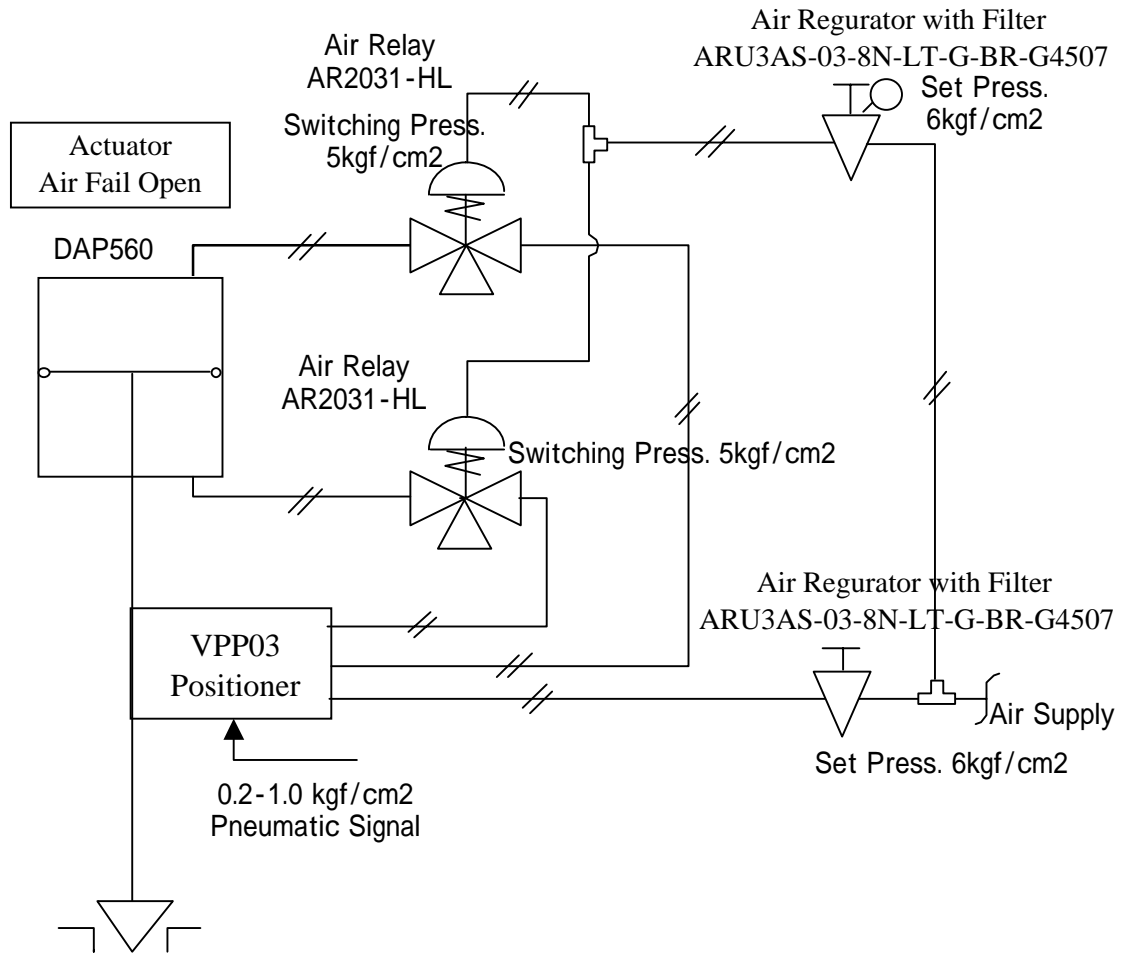 Air Regurator with Filter
ARU3AS-03-8N-LT-G-BR-G4507
Set Press.
6kgf/cm2
Air Relay
AR2031-HL
Switching Press.
5kgf/cm2
Actuator
Air Fail Open
DAP560
Air Relay
AR2031-HL
Switching Press. 5kgf/cm2
Air Regurator with Filter
ARU3AS-03-8N-LT-G-BR-G4507
VPP03
Positioner
Air Supply
Set Press. 6kgf/cm2
0.2-1.0 kgf/cm2
Pneumatic Signal